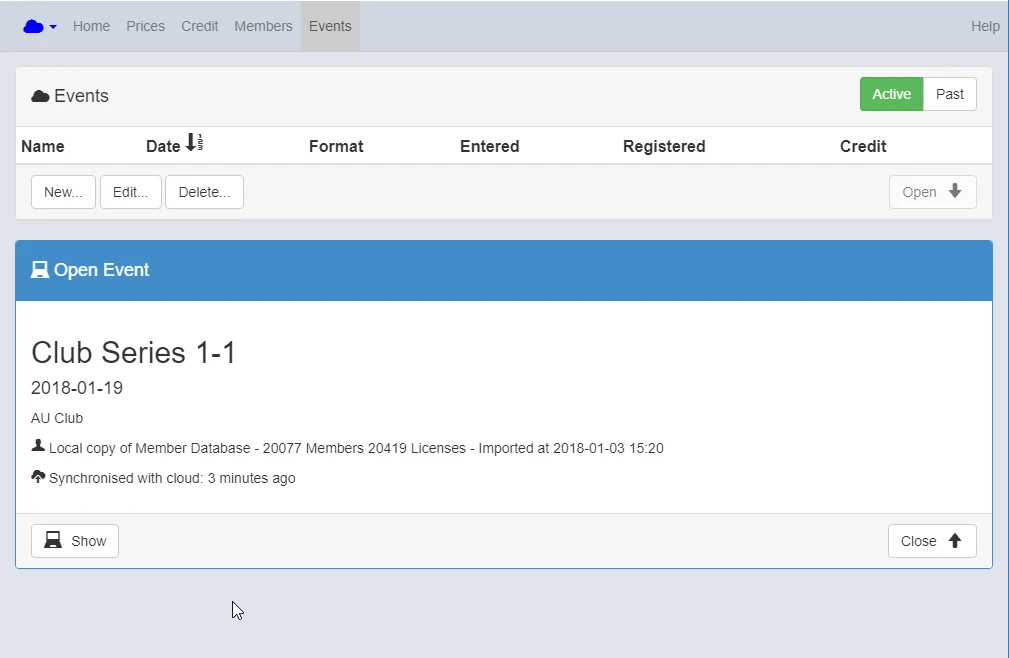 Home Prices Credit Members Events Help
Events Active Past
Name Date Format Entered Registered Credit
New... Edit... Delete... Open
Open Event
Club Series 1-1
2018-01-19
AU Club
Local copy of Member Database - 20077 Members 20419 Licenses - Imported at 2018-01-03 15:20
Synchronised with cloud: 3 minutes ago
Show Close